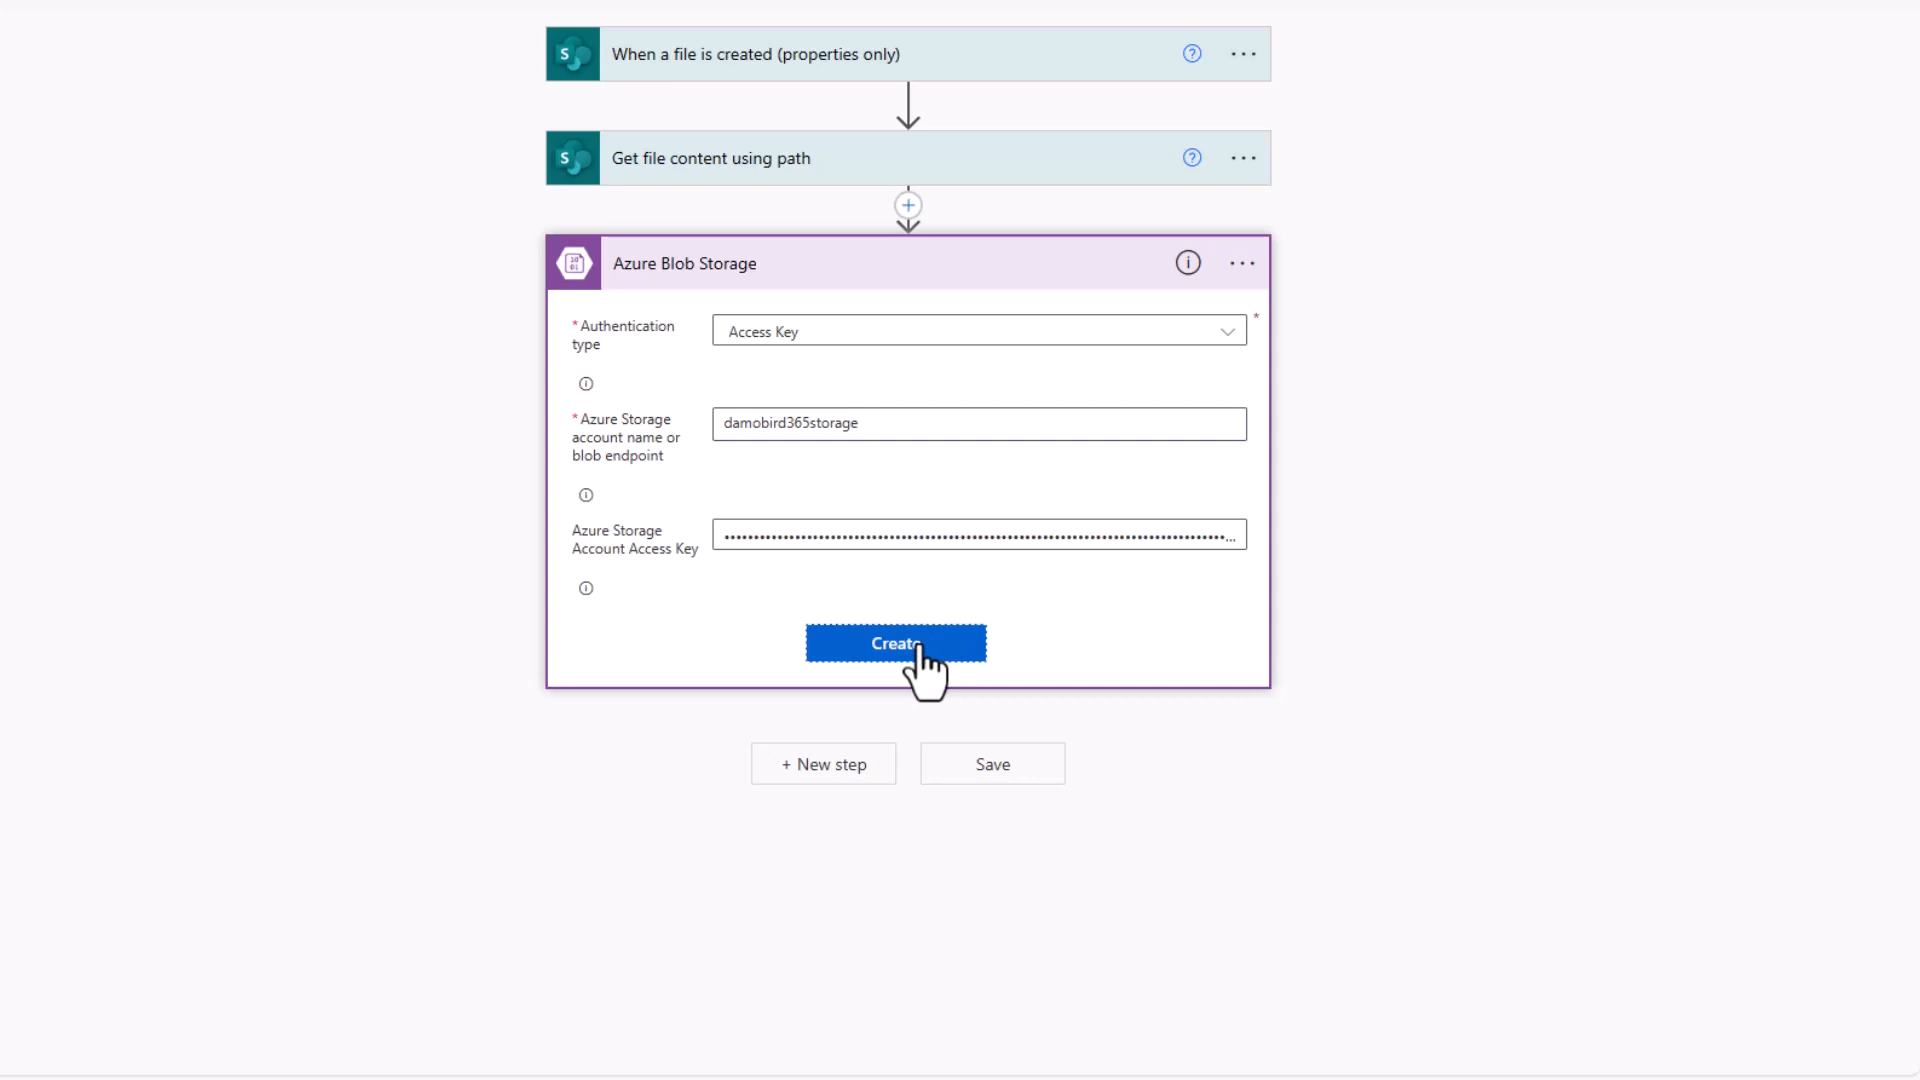 When a file is created (properties only)
Get file content using path
Azure Blob Storage
*Authentication
type
Access Key
*
*Azure Storage
account name or
blob endpoint
damobird365storage
Azure Storage
Account Access Key
Create
+ New step
Save